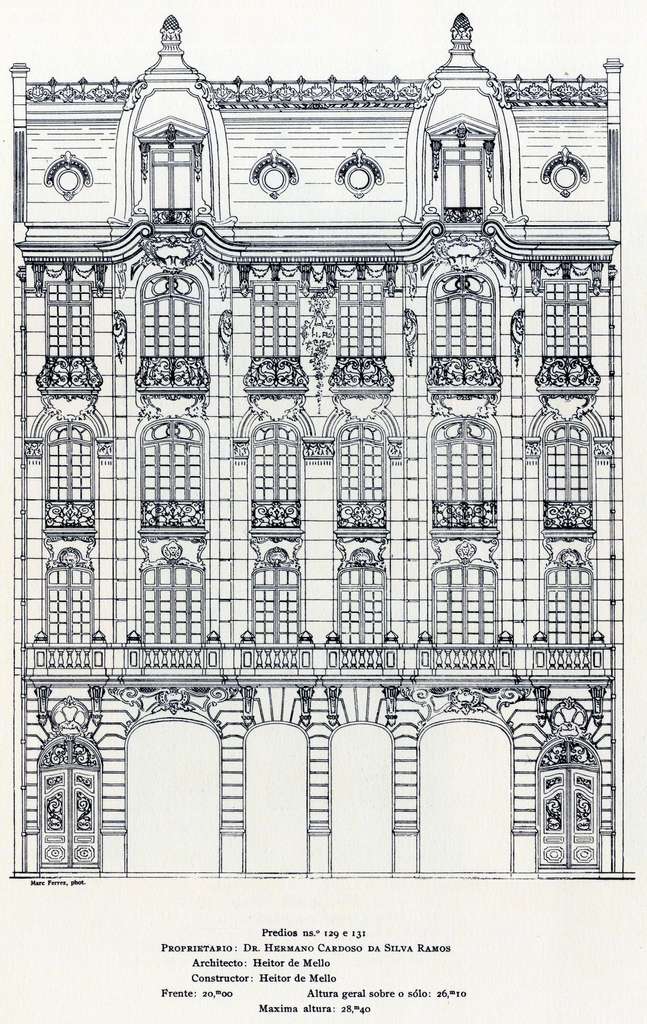 Marc Ferrez, phot.
Predios ns.º 129 e 131
PROPRIETARIO: DR. HERMANO CARDOSO DA SILVA RAMOS
Architecto: Heitor de Mello
Constructor: Heitor de Mello
Frente: 20,ᵐ00 Altura geral sobre o sólo: 26,ᵐ10
Maxima altura: 28,ᵐ40